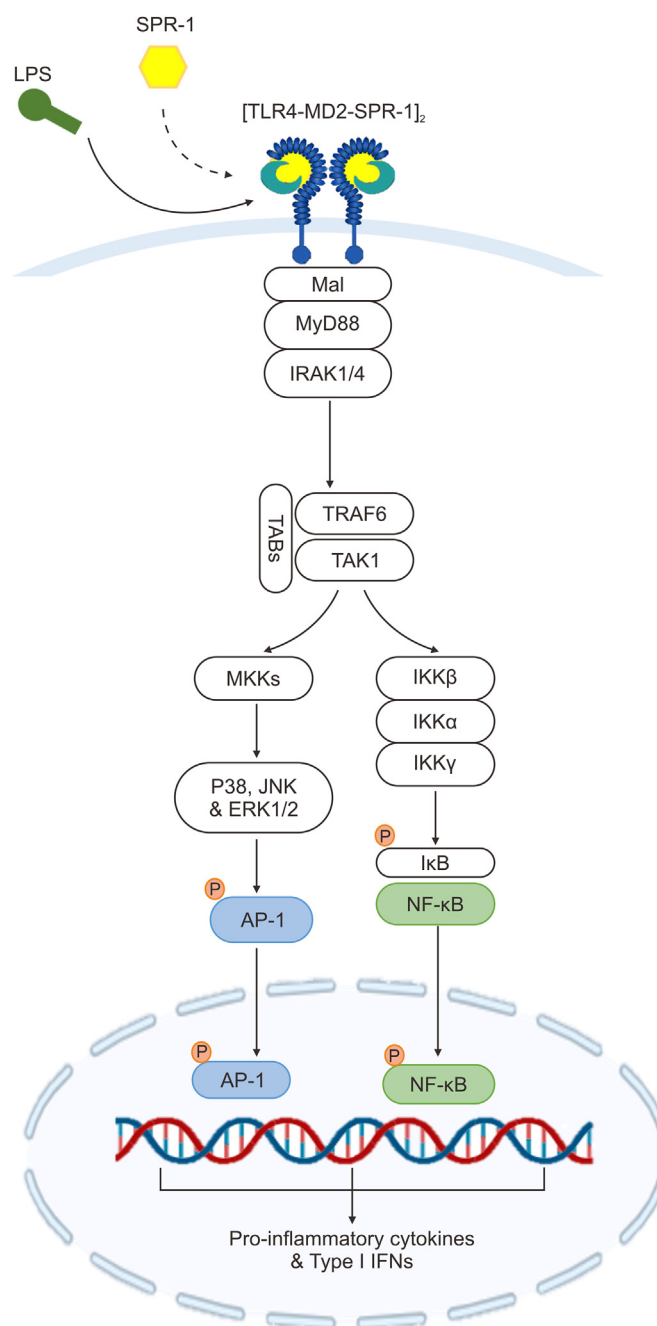 SPR-1
LPS
[TLR4-MD2-SPR-1]₂
Mal
MyD88
IRAK1/4
TABs
TRAF6
TAK1
MKKs
IKKβ
IKKα
IKKγ
P38, JNK
& ERK1/2
P
IκB
P
AP-1
NF-κB
P
AP-1
P
NF-κB
Pro-inflammatory cytokines
& Type I IFNs